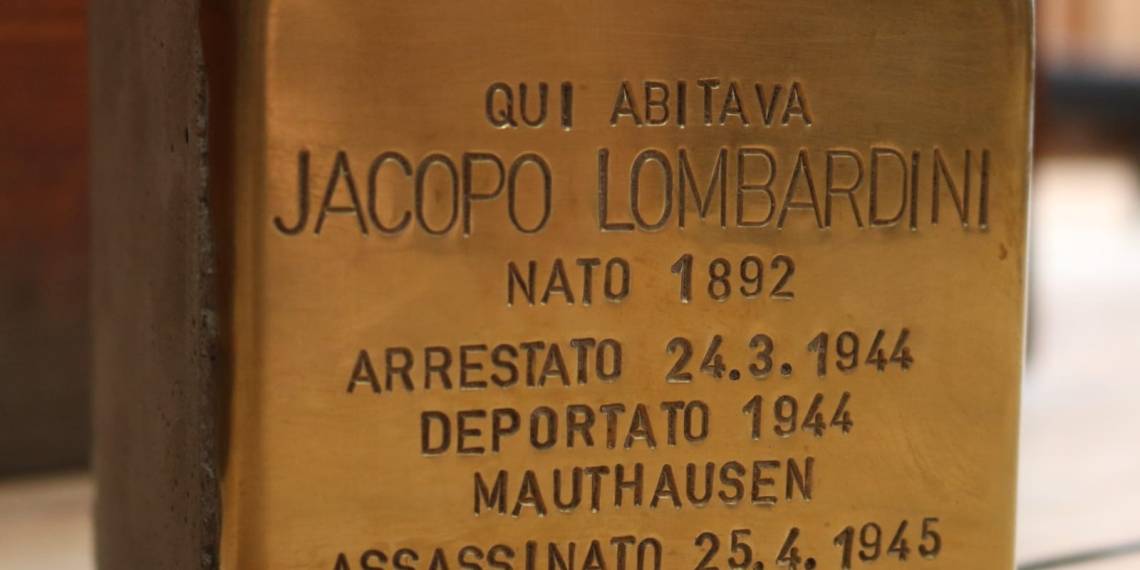 QUI ABITAVA
JACOPO LOMBARDINI
NATO 1892
ARRESTATO 24.3.1944
DEPORTATO 1944
MAUTHAUSEN
ASSASSINATO 25.4.1945